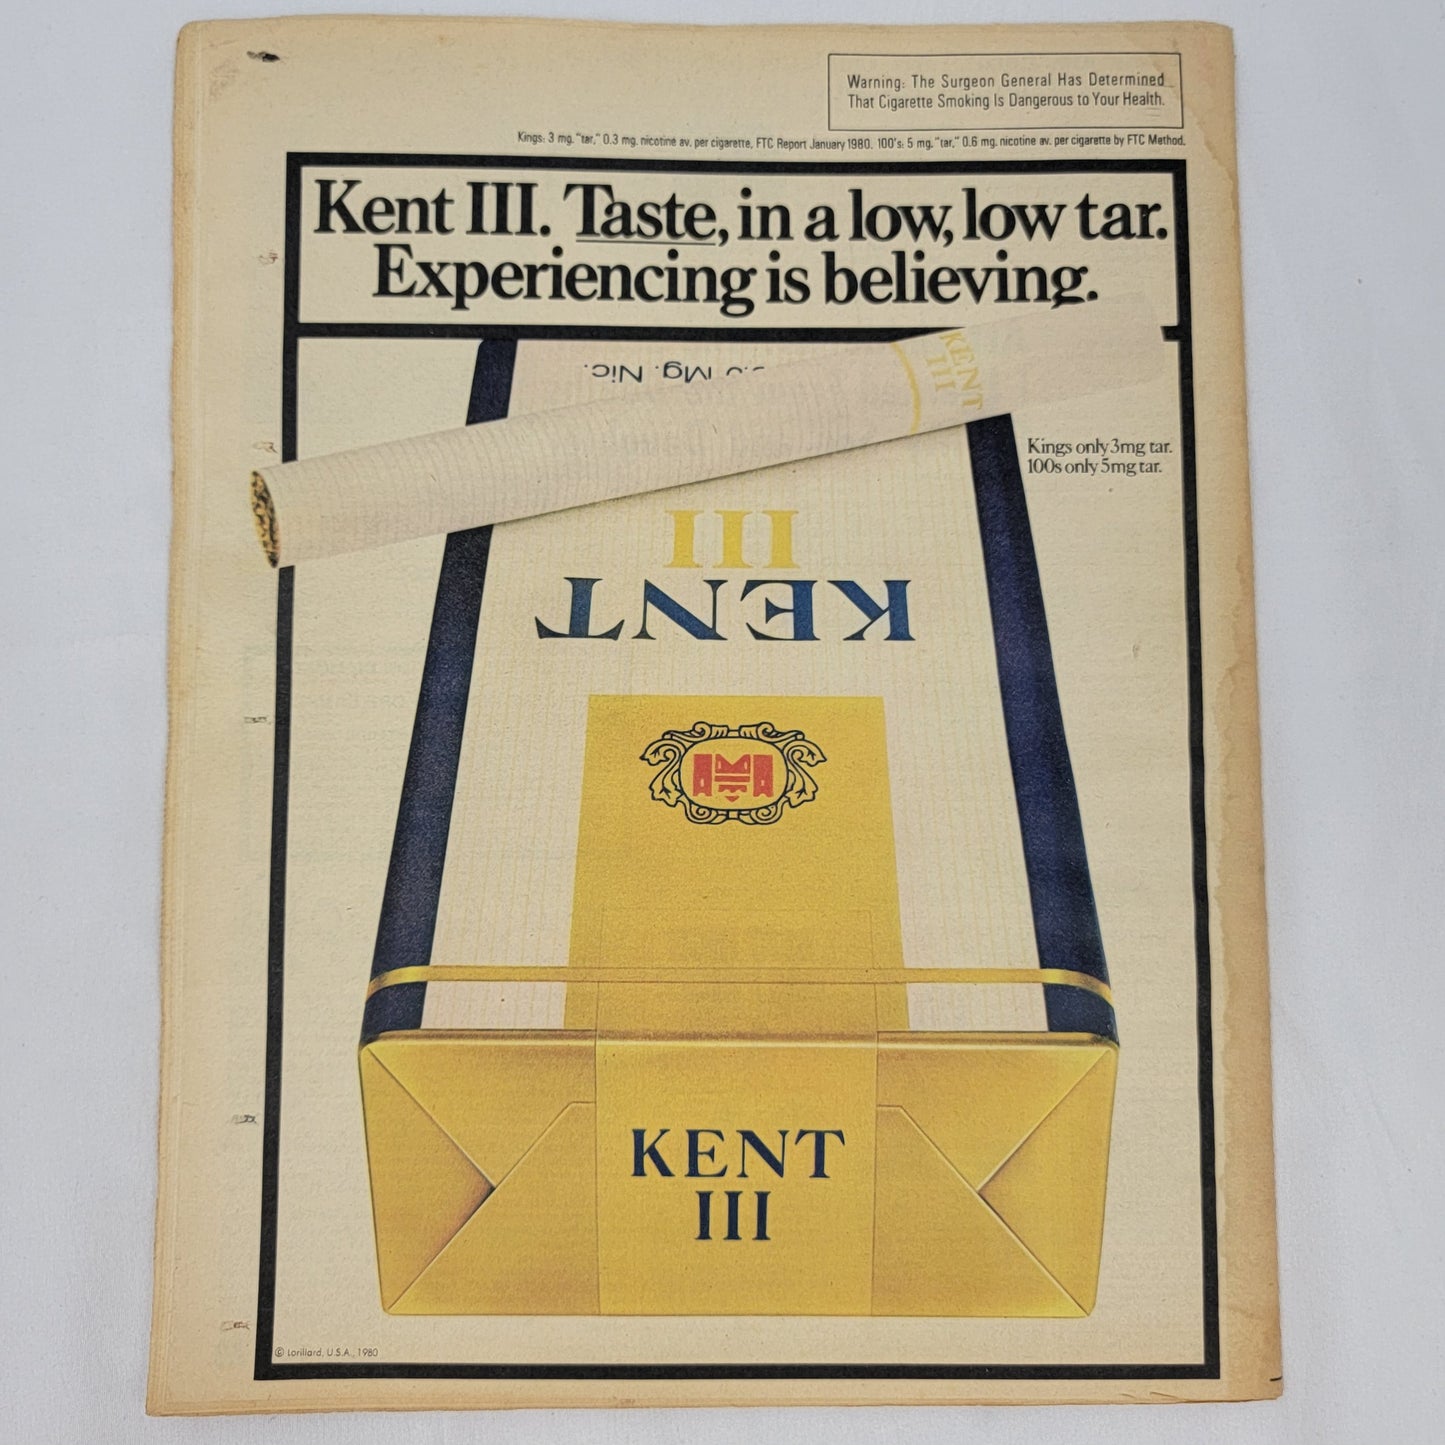 Warning: The Surgeon General Has Determined
That Cigarette Smoking Is Dangerous to Your Health.
Kings: 3 mg. "tar," 0.3 mg. nicotine av. per cigarette, FTC Report January 1980. 100's: 5 mg. "tar," 0.6 mg. nicotine av. per cigarette by FTC Method.
Kent III. Taste, in a low, low tar.
Experiencing is believing.
Mg. Nic.
KENT
III
Kings only 3mg tar.
100s only 5mg tar.
III
KENT
KENT
III
© Lorillard, U.S.A., 1980